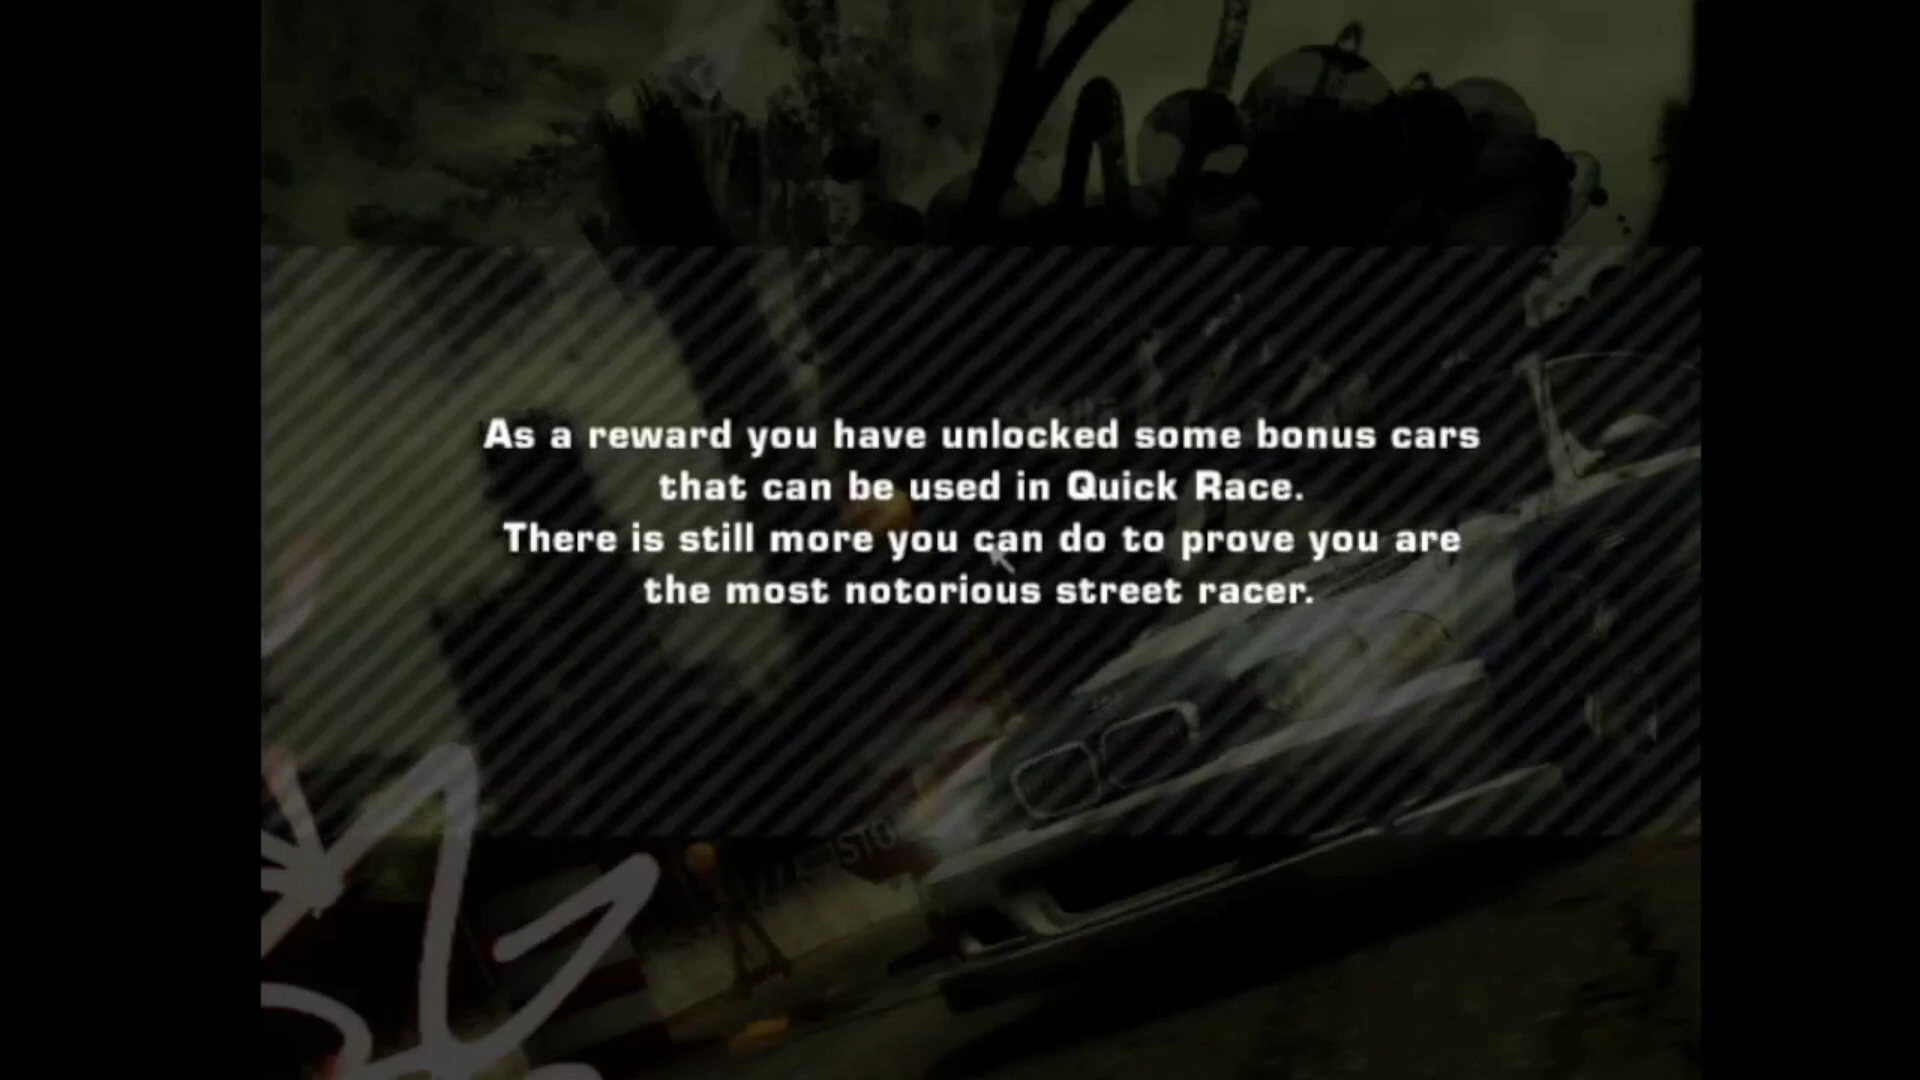 As a reward you have unlocked some bonus cars
that can be used in Quick Race.
There is still more you can do to prove you are
the most notorious street racer.
STO